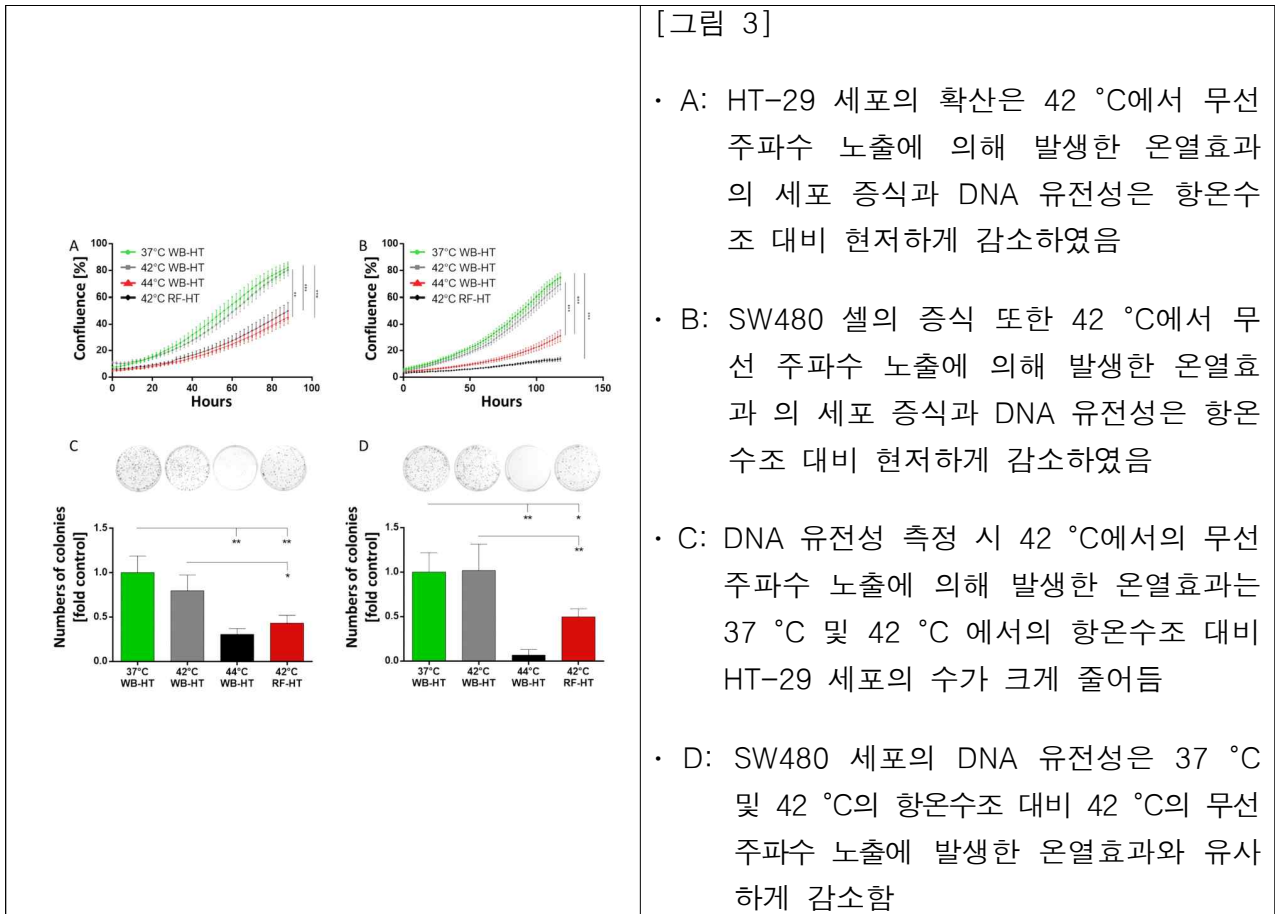 A
100
80
60
40
20
0
Confluence [%]
37°C WB-HT
42°C WB-HT
44°C WB-HT
42°C RF-HT
**
***
***
0 20 40 60 80 100
Hours
B
100
80
60
40
20
0
Confluence [%]
37°C WB-HT
42°C WB-HT
44°C WB-HT
42°C RF-HT
***
***
***
0 50 100 150
Hours
C
Numbers of colonies
[fold control]
1.5
1.0
0.5
0.0
** **
*
37°C 42°C 44°C 42°C
WB-HT WB-HT WB-HT RF-HT
D
Numbers of colonies
[fold control]
1.5
1.0
0.5
0.0
** *
**
37°C 42°C 44°C 42°C
WB-HT WB-HT WB-HT RF-HT
[그림 3]
· A: HT-29 세포의 확산은 42 °C에서 무선
주파수 노출에 의해 발생한 온열효과
의 세포 증식과 DNA 유전성은 항온수
조 대비 현저하게 감소하였음
· B: SW480 셀의 증식 또한 42 °C에서 무
선 주파수 노출에 의해 발생한 온열효
과 의 세포 증식과 DNA 유전성은 항온
수조 대비 현저하게 감소하였음
· C: DNA 유전성 측정 시 42 °C에서의 무선
주파수 노출에 의해 발생한 온열효과는
37 °C 및 42 °C 에서의 항온수조 대비
HT-29 세포의 수가 크게 줄어듬
· D: SW480 세포의 DNA 유전성은 37 °C
및 42 °C의 항온수조 대비 42 °C의 무선
주파수 노출에 발생한 온열효과와 유사
하게 감소함